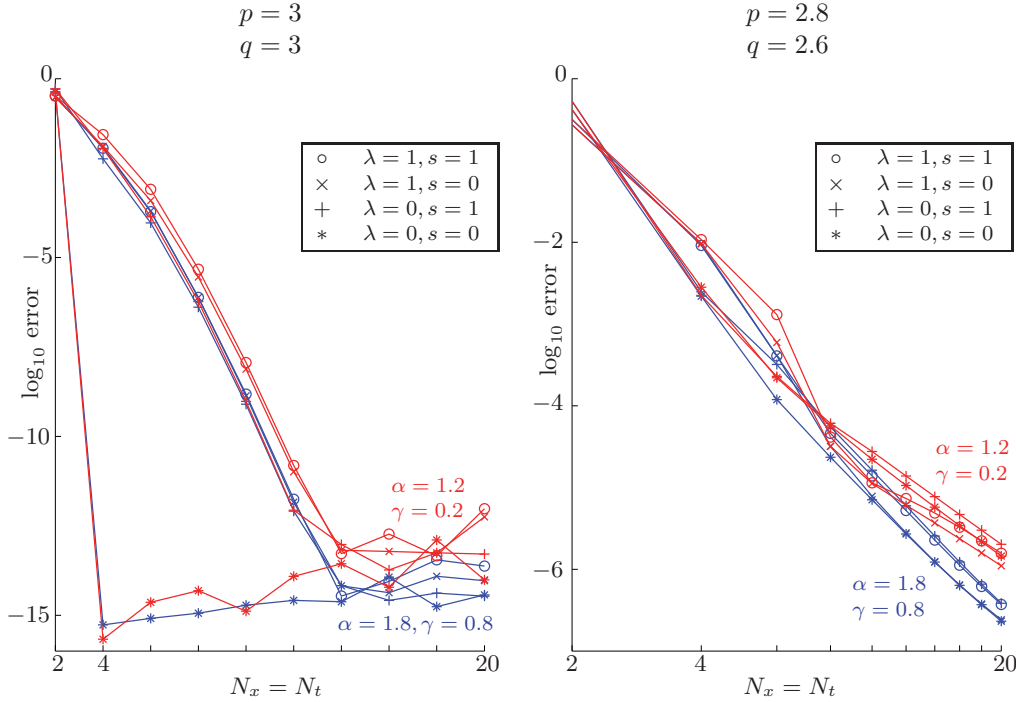 p = 3
q = 3
0
−5
−10
−15
log₁₀ error
λ = 1, s = 1
λ = 1, s = 0
λ = 0, s = 1
λ = 0, s = 0
α = 1.2
γ = 0.2
α = 1.8, γ = 0.8
2
4
20
Nₓ = Nₜ
p = 2.8
q = 2.6
0
−2
−4
−6
log₁₀ error
λ = 1, s = 1
λ = 1, s = 0
λ = 0, s = 1
λ = 0, s = 0
α = 1.2
γ = 0.2
α = 1.8
γ = 0.8
2
4
20
Nₓ = Nₜ